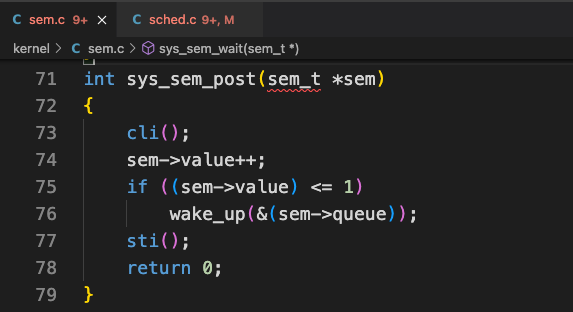 C sem.c 9+ × C sched.c 9+, M
kernel > C sem.c > sys_sem_wait(sem_t *)
71 int sys_sem_post(sem_t *sem)
72 {
73     cli();
74     sem->value++;
75     if ((sem->value) <= 1)
76         wake_up(&(sem->queue));
77     sti();
78     return 0;
79 }